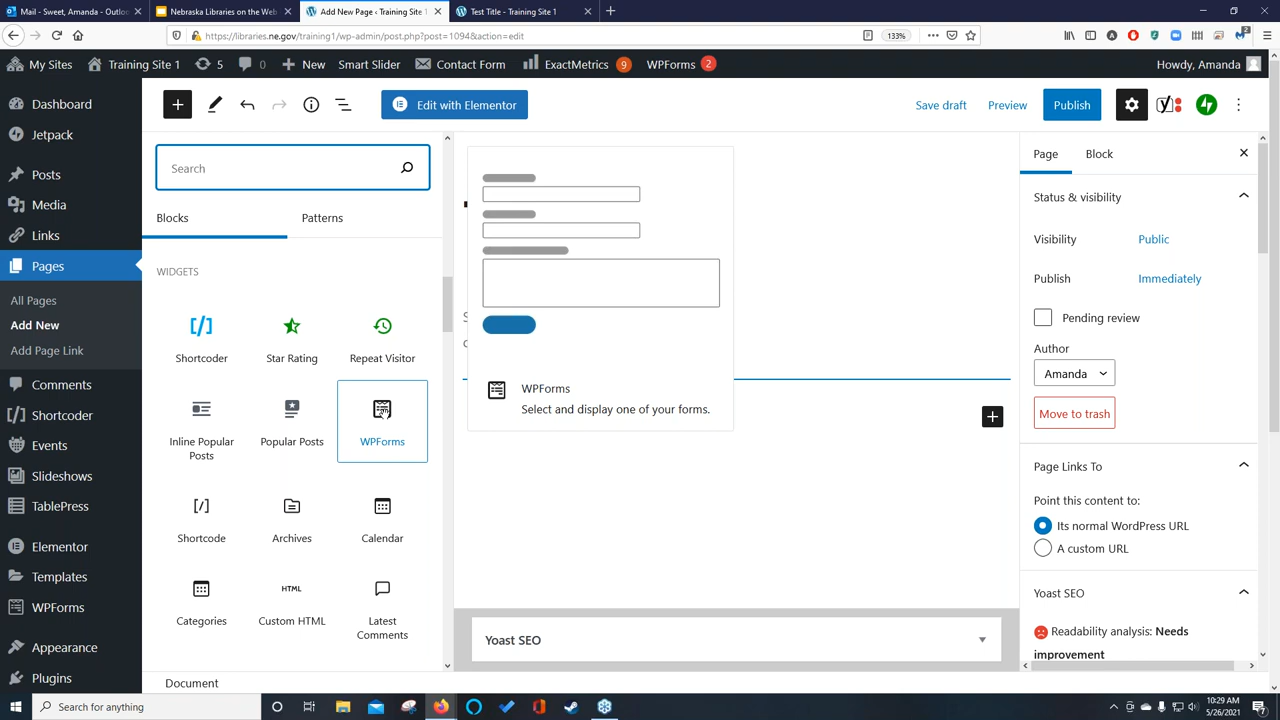 Mail - Sweet, Amanda - Outlo
Nebraska Libraries on the Web
Add New Page ‹ Training Site 1
Test Title - Training Site 1
https://libraries.ne.gov/training1/wp-admin/post.php?post=1094&action=edit
133%
My Sites
Training Site 1
5
0
New
Smart Slider
Contact Form
ExactMetrics
9
WPForms
2
Howdy, Amanda
Dashboard
Jetpack
Posts
Media
Links
Pages
All Pages
Add New
Add Page Link
Comments
Shortcoder
Events
Slideshows
TablePress
Elementor
Templates
WPForms
Appearance
Plugins
Edit with Elementor
Save draft
Preview
Publish
Search
Blocks
Patterns
WIDGETS
Shortcoder
Star Rating
Repeat Visitor
Inline Popular
Posts
Popular Posts
WPForms
Shortcode
Archives
Calendar
Categories
HTML
Custom HTML
Latest
Comments
WPForms
Select and display one of your forms.
Yoast SEO
Page
Block
Status & visibility
Visibility
Public
Publish
Immediately
Pending review
Author
Amanda
Move to trash
Page Links To
Point this content to:
Its normal WordPress URL
A custom URL
Yoast SEO
Readability analysis: Needs
improvement
Document
Search for anything
10:29 AM
5/26/2021